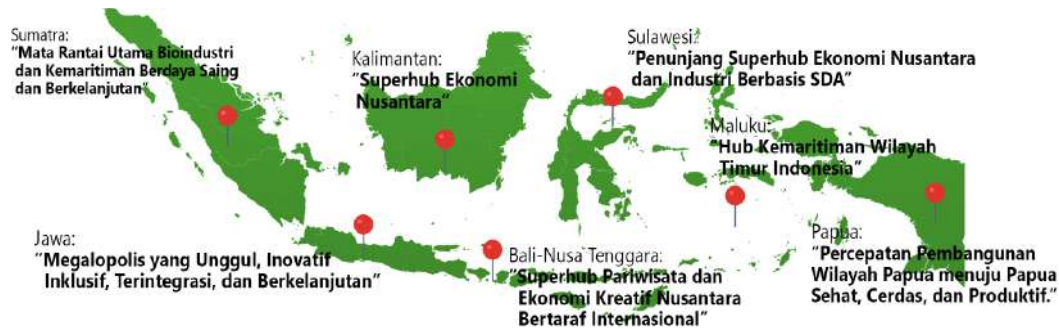 Sumatra:
"Mata Rantai Utama Bioindustri
dan Kemaritiman Berdaya Saing
dan Berkelanjutan"
Kalimantan:
"Superhub Ekonomi
Nusantara"
Sulawesi:
"Penunjang Superhub Ekonomi Nusantara
dan Industri Berbasis SDA"
Maluku:
"Hub Kemaritiman Wilayah
Timur Indonesia"
Jawa:
"Megalopolis yang Unggul, Inovatif
Inklusif, Terintegrasi, dan Berkelanjutan"
Bali-Nusa Tenggara:
"Superhub Pariwisata dan
Ekonomi Kreatif Nusantara
Bertaraf Internasional"
Papua:
"Percepatan Pembangunan
Wilayah Papua menuju Papua
Sehat, Cerdas, dan Produktif."